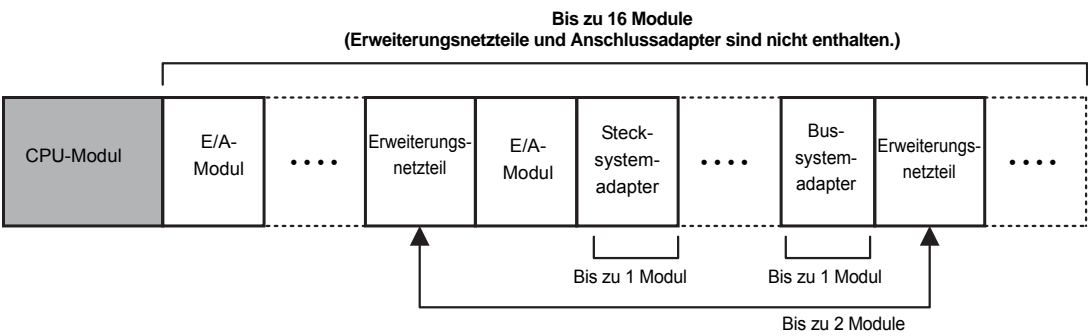 Bis zu 16 Module
(Erweiterungsnetzteile und Anschlussadapter sind nicht enthalten.)
CPU-Modul
E/A-
Modul
••••
Erweiterungs-
netzteil
E/A-
Modul
Steck-
system-
adapter
••••
Bus-
system-
adapter
Erweiterungs-
netzteil
••••
Bis zu 1 Modul
Bis zu 1 Modul
Bis zu 2 Module